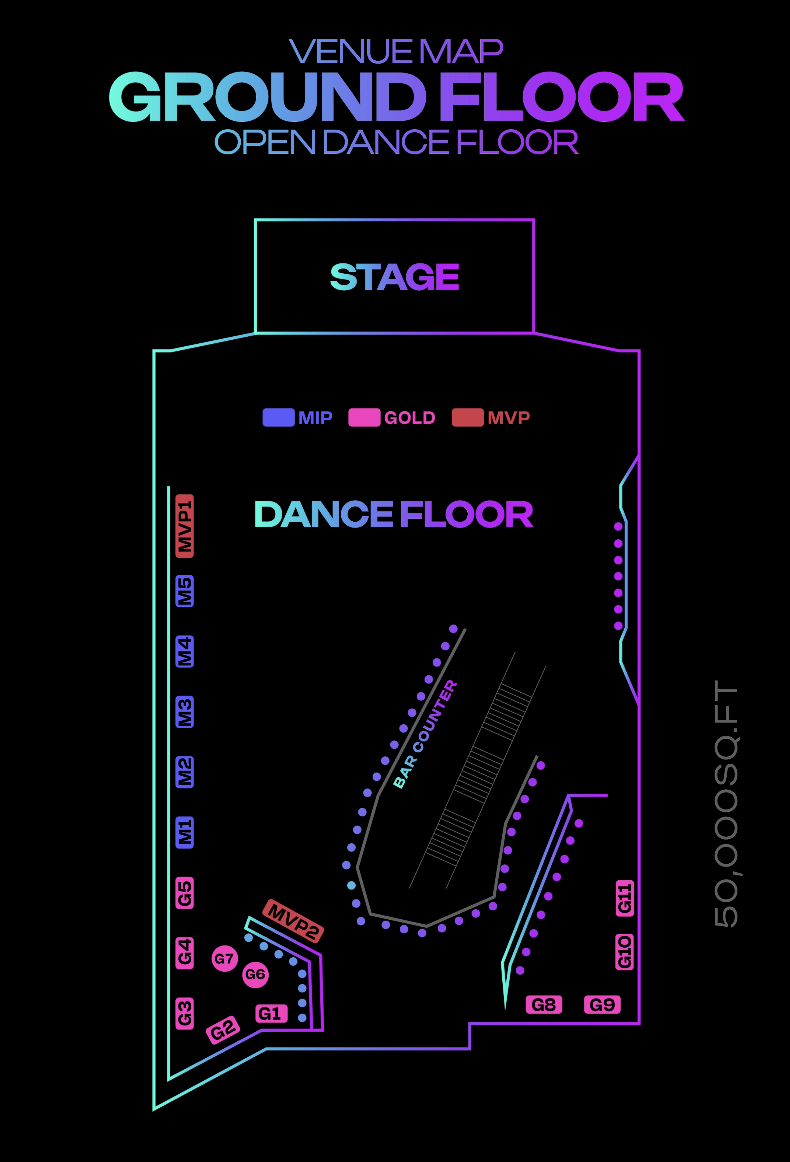 VENUE MAP
GROUND FLOOR
OPEN DANCE FLOOR
STAGE
MIP GOLD MVP
DANCE FLOOR
MVP1
M5
M4
M3
M2
M1
G5
G4
G3
BAR COUNTER
MVP2
G7
G6
G1
G2
G11
G10
G8
G9
50,000SQ.FT